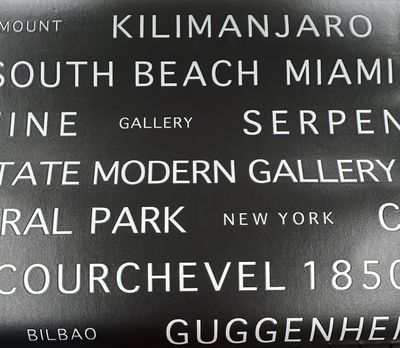 MOUNT KILIMANJARO
SOUTH BEACH MIAMI
INE GALLERY SERPEN
TATE MODERN GALLERY
RAL PARK NEW YORK C
COURCHEVEL 1850
BILBAO GUGGENHE